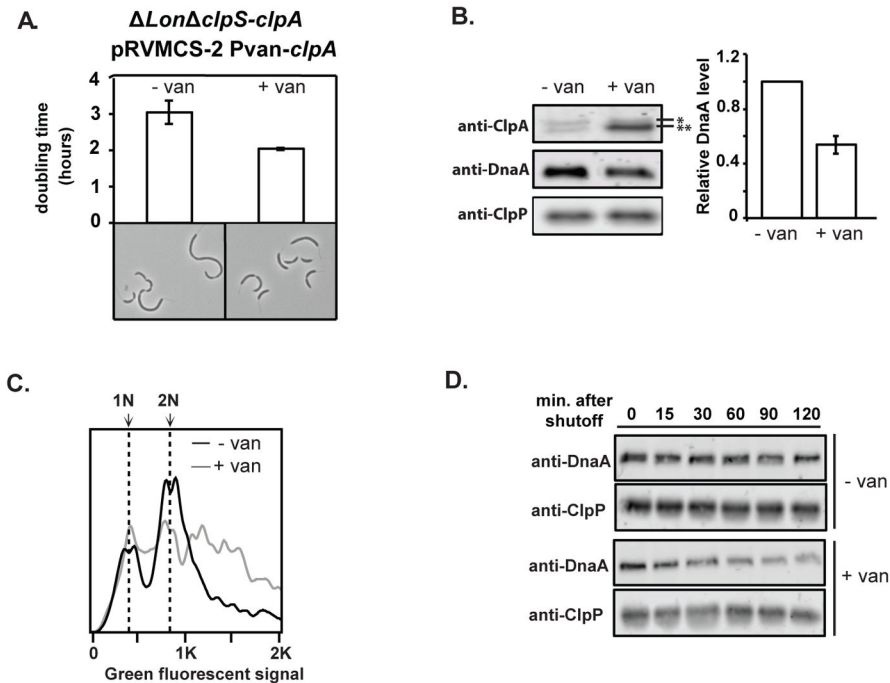 A.
ΔLonΔclpS-clpA
pRVMCS-2 Pvan-clpA
- van + van
4
3
2
1
0
doubling time
(hours)
B.
- van + van
anti-ClpA
**
**
anti-DnaA
anti-ClpP
Relative DnaA level
1.2
0.8
0.4
0
- van + van
C.
1N 2N
- van
+ van
0 1K 2K
Green fluorescent signal
D.
min. after
shutoff
0 15 30 60 90 120
anti-DnaA
anti-ClpP
- van
anti-DnaA
anti-ClpP
+ van